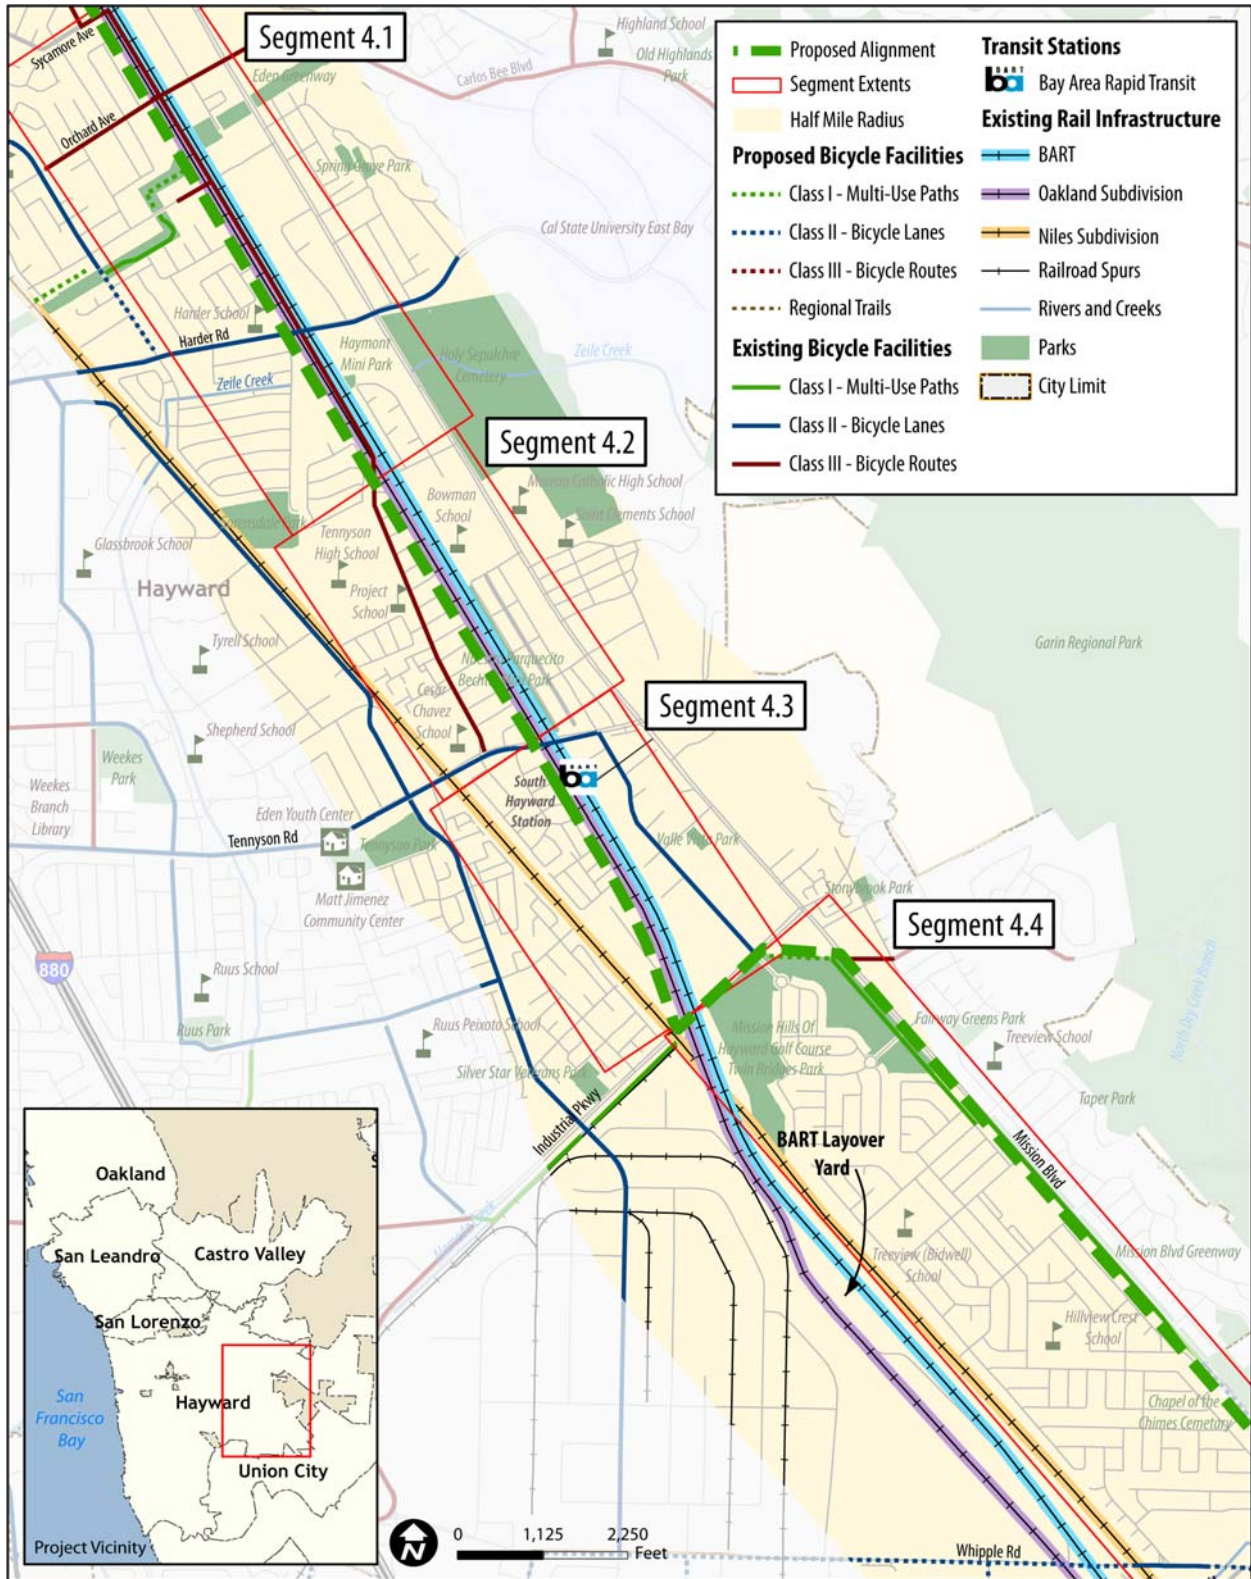 Segment 4.1
Sycamore Ave
Eden Greenway
Orchard Ave
Highland School
Old Highlands
Park
Carlos Bee Blvd
Spring Grove Park
Cal State University East Bay
Proposed Alignment
Segment Extents
Half Mile Radius
Proposed Bicycle Facilities
Class I - Multi-Use Paths
Class II - Bicycle Lanes
Class III - Bicycle Routes
Regional Trails
Existing Bicycle Facilities
Class I - Multi-Use Paths
Class II - Bicycle Lanes
Class III - Bicycle Routes
Transit Stations
BART
ba
Bay Area Rapid Transit
Existing Rail Infrastructure
BART
Oakland Subdivision
Niles Subdivision
Railroad Spurs
Rivers and Creeks
Parks
City Limit
Harder School
Harder Rd
Haymont
Mini Park
Zeile Creek
Holy Sepulchre
Cemetery
Zeile Creek
Segment 4.2
Bowman
School
Moreau Catholic High School
Saint Clements School
Tennyson
High School
Glassbrook School
Hayward
Project
School
Garin Regional Park
Tyrell School
Cesar
Chavez
School
Segment 4.3
Shepherd School
Weekes
Park
Weekes
Branch
Library
BART
ba
South
Hayward
Station
Eden Youth Center
Tennyson Rd
Tennyson Park
Valle Vista Park
Matt Jimenez
Community Center
Stonybrook Park
Segment 4.4
880
Ruus School
Ruus Park
Ruus Peixoto School
Mission Hills Of
Hayward Golf Course
Twin Bridges Park
Fairway Greens Park
Treeview School
North Dry Creek Branch
Silver Star Veterans Park
Taper Park
Industrial Pkwy
BART Layover
Yard
Mission Blvd
Mission Blvd Greenway
Treeview (Bidwell)
School
Hillview Crest
School
Chapel of the
Chimes Cemetery
Oakland
San Leandro
Castro Valley
San Lorenzo
Hayward
San
Francisco
Bay
Union City
Project Vicinity
N
0 1,125 2,250
Feet
Whipple Rd